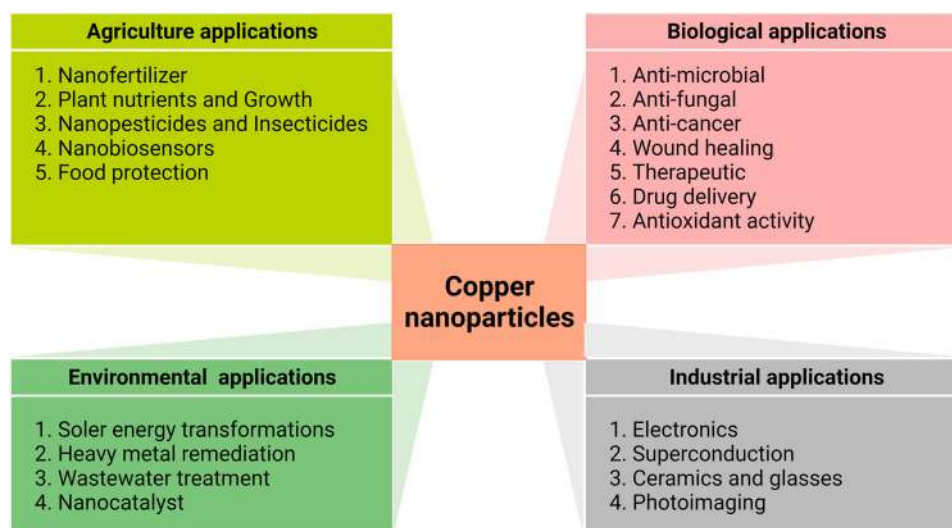 Agriculture applications
1. Nanofertilizer
2. Plant nutrients and Growth
3. Nanopesticides and Insecticides
4. Nanobiosensors
5. Food protection
Biological applications
1. Anti-microbial
2. Anti-fungal
3. Anti-cancer
4. Wound healing
5. Therapeutic
6. Drug delivery
7. Antioxidant activity
Copper
nanoparticles
Environmental applications
1. Soler energy transformations
2. Heavy metal remediation
3. Wastewater treatment
4. Nanocatalyst
Industrial applications
1. Electronics
2. Superconduction
3. Ceramics and glasses
4. Photoimaging